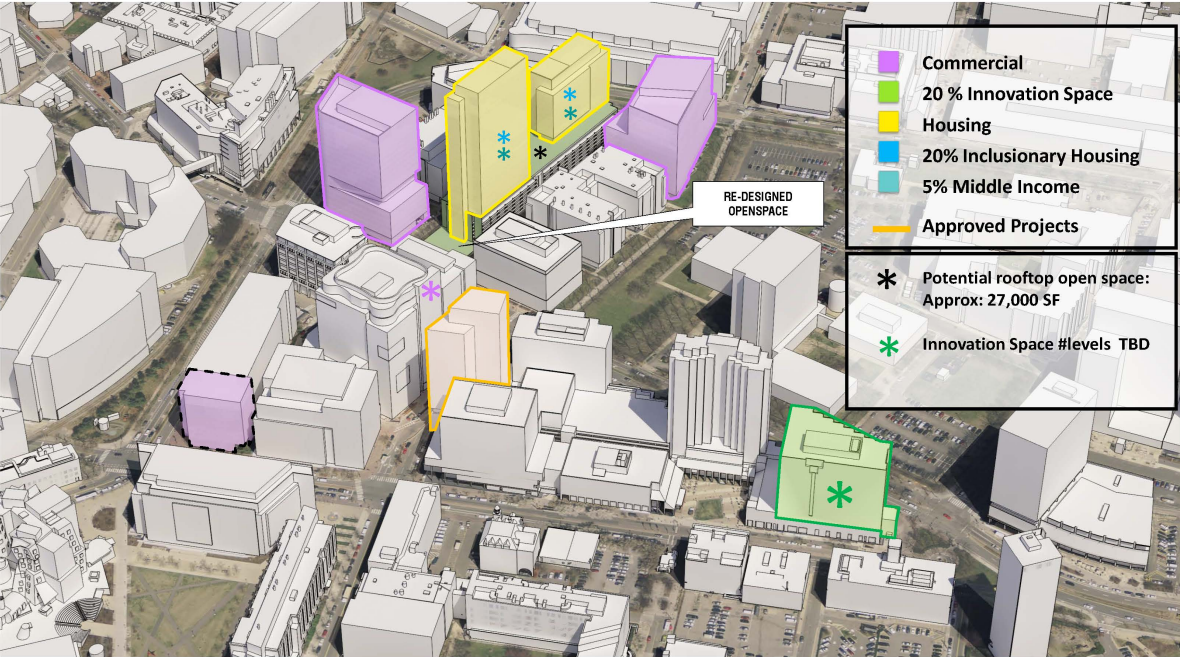 Commercial
20 % Innovation Space
Housing
20% Inclusionary Housing
5% Middle Income
Approved Projects
RE-DESIGNED
OPENSPACE
Potential rooftop open space:
Approx: 27,000 SF
Innovation Space #levels TBD